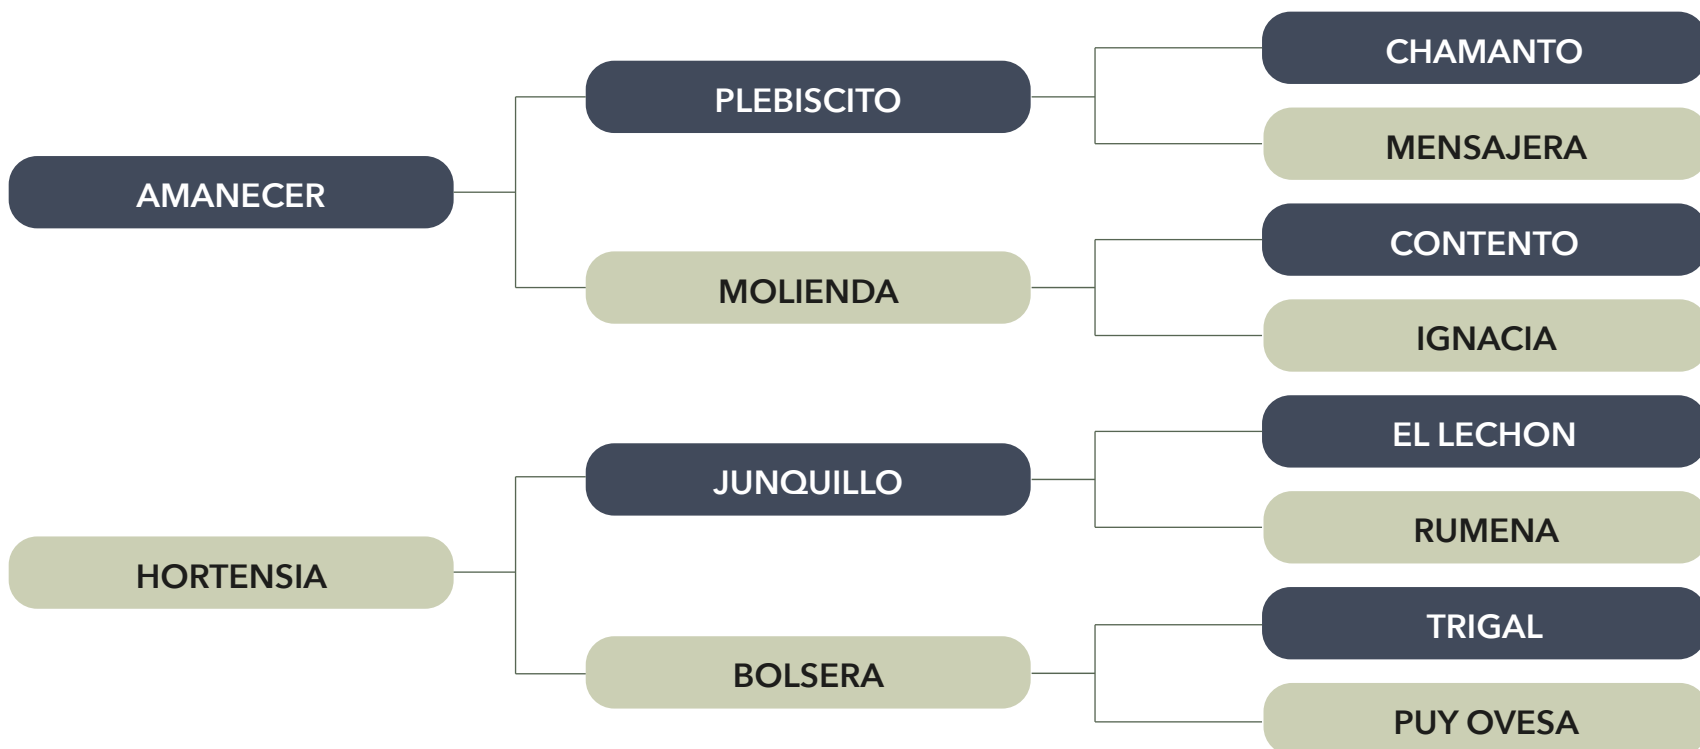 CHAMANTO
PLEBISCITO
MENSAJERA
AMANECER
CONTENTO
MOLIENDA
IGNACIA
EL LECHON
JUNQUILLO
RUMENA
HORTENSIA
TRIGAL
BOLSERA
PUY OVESA